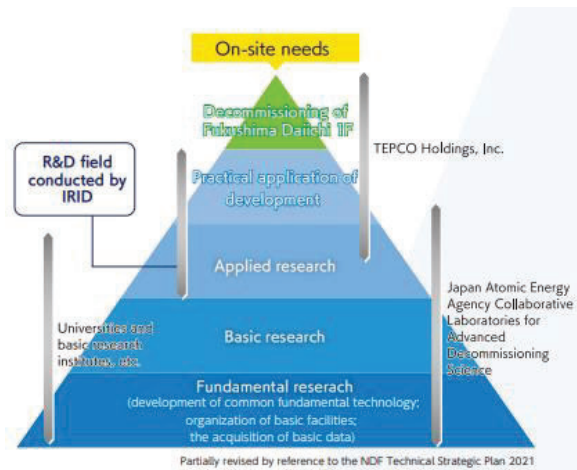 On-site needs
Decommissioning of
Fukushima Daiichi 1F
TEPCO Holdings, Inc.
R&D field
conducted by
IRID
Practical application of
development
Applied research
Japan Atomic Energy
Agency Collaborative
Laboratories for
Advanced
Decommissioning
Science
Universities and
basic research
institutes, etc.
Basic research
Fundamental reserach
(development of common fundamental technology;
organization of basic facilities;
the acquisition of basic data)
Partially revised by reference to the NDF Technical Strategic Plan 2021